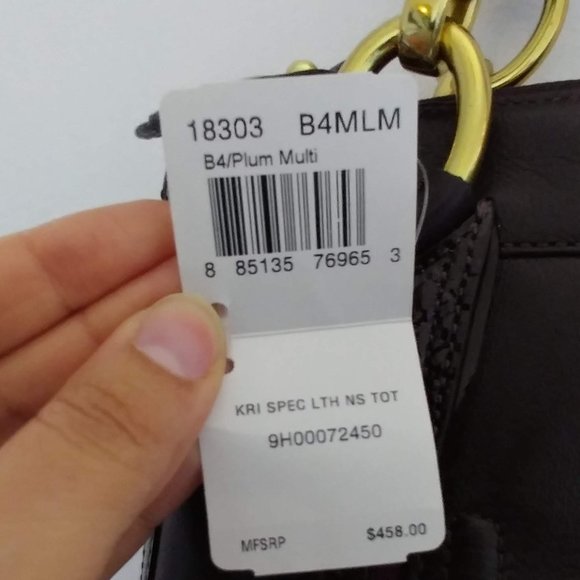 18303 B4MLM
B4/Plum Multi
8 85135 76965 3
KRI SPEC LTH NS TOT
9H00072450
MFSRP $458.00